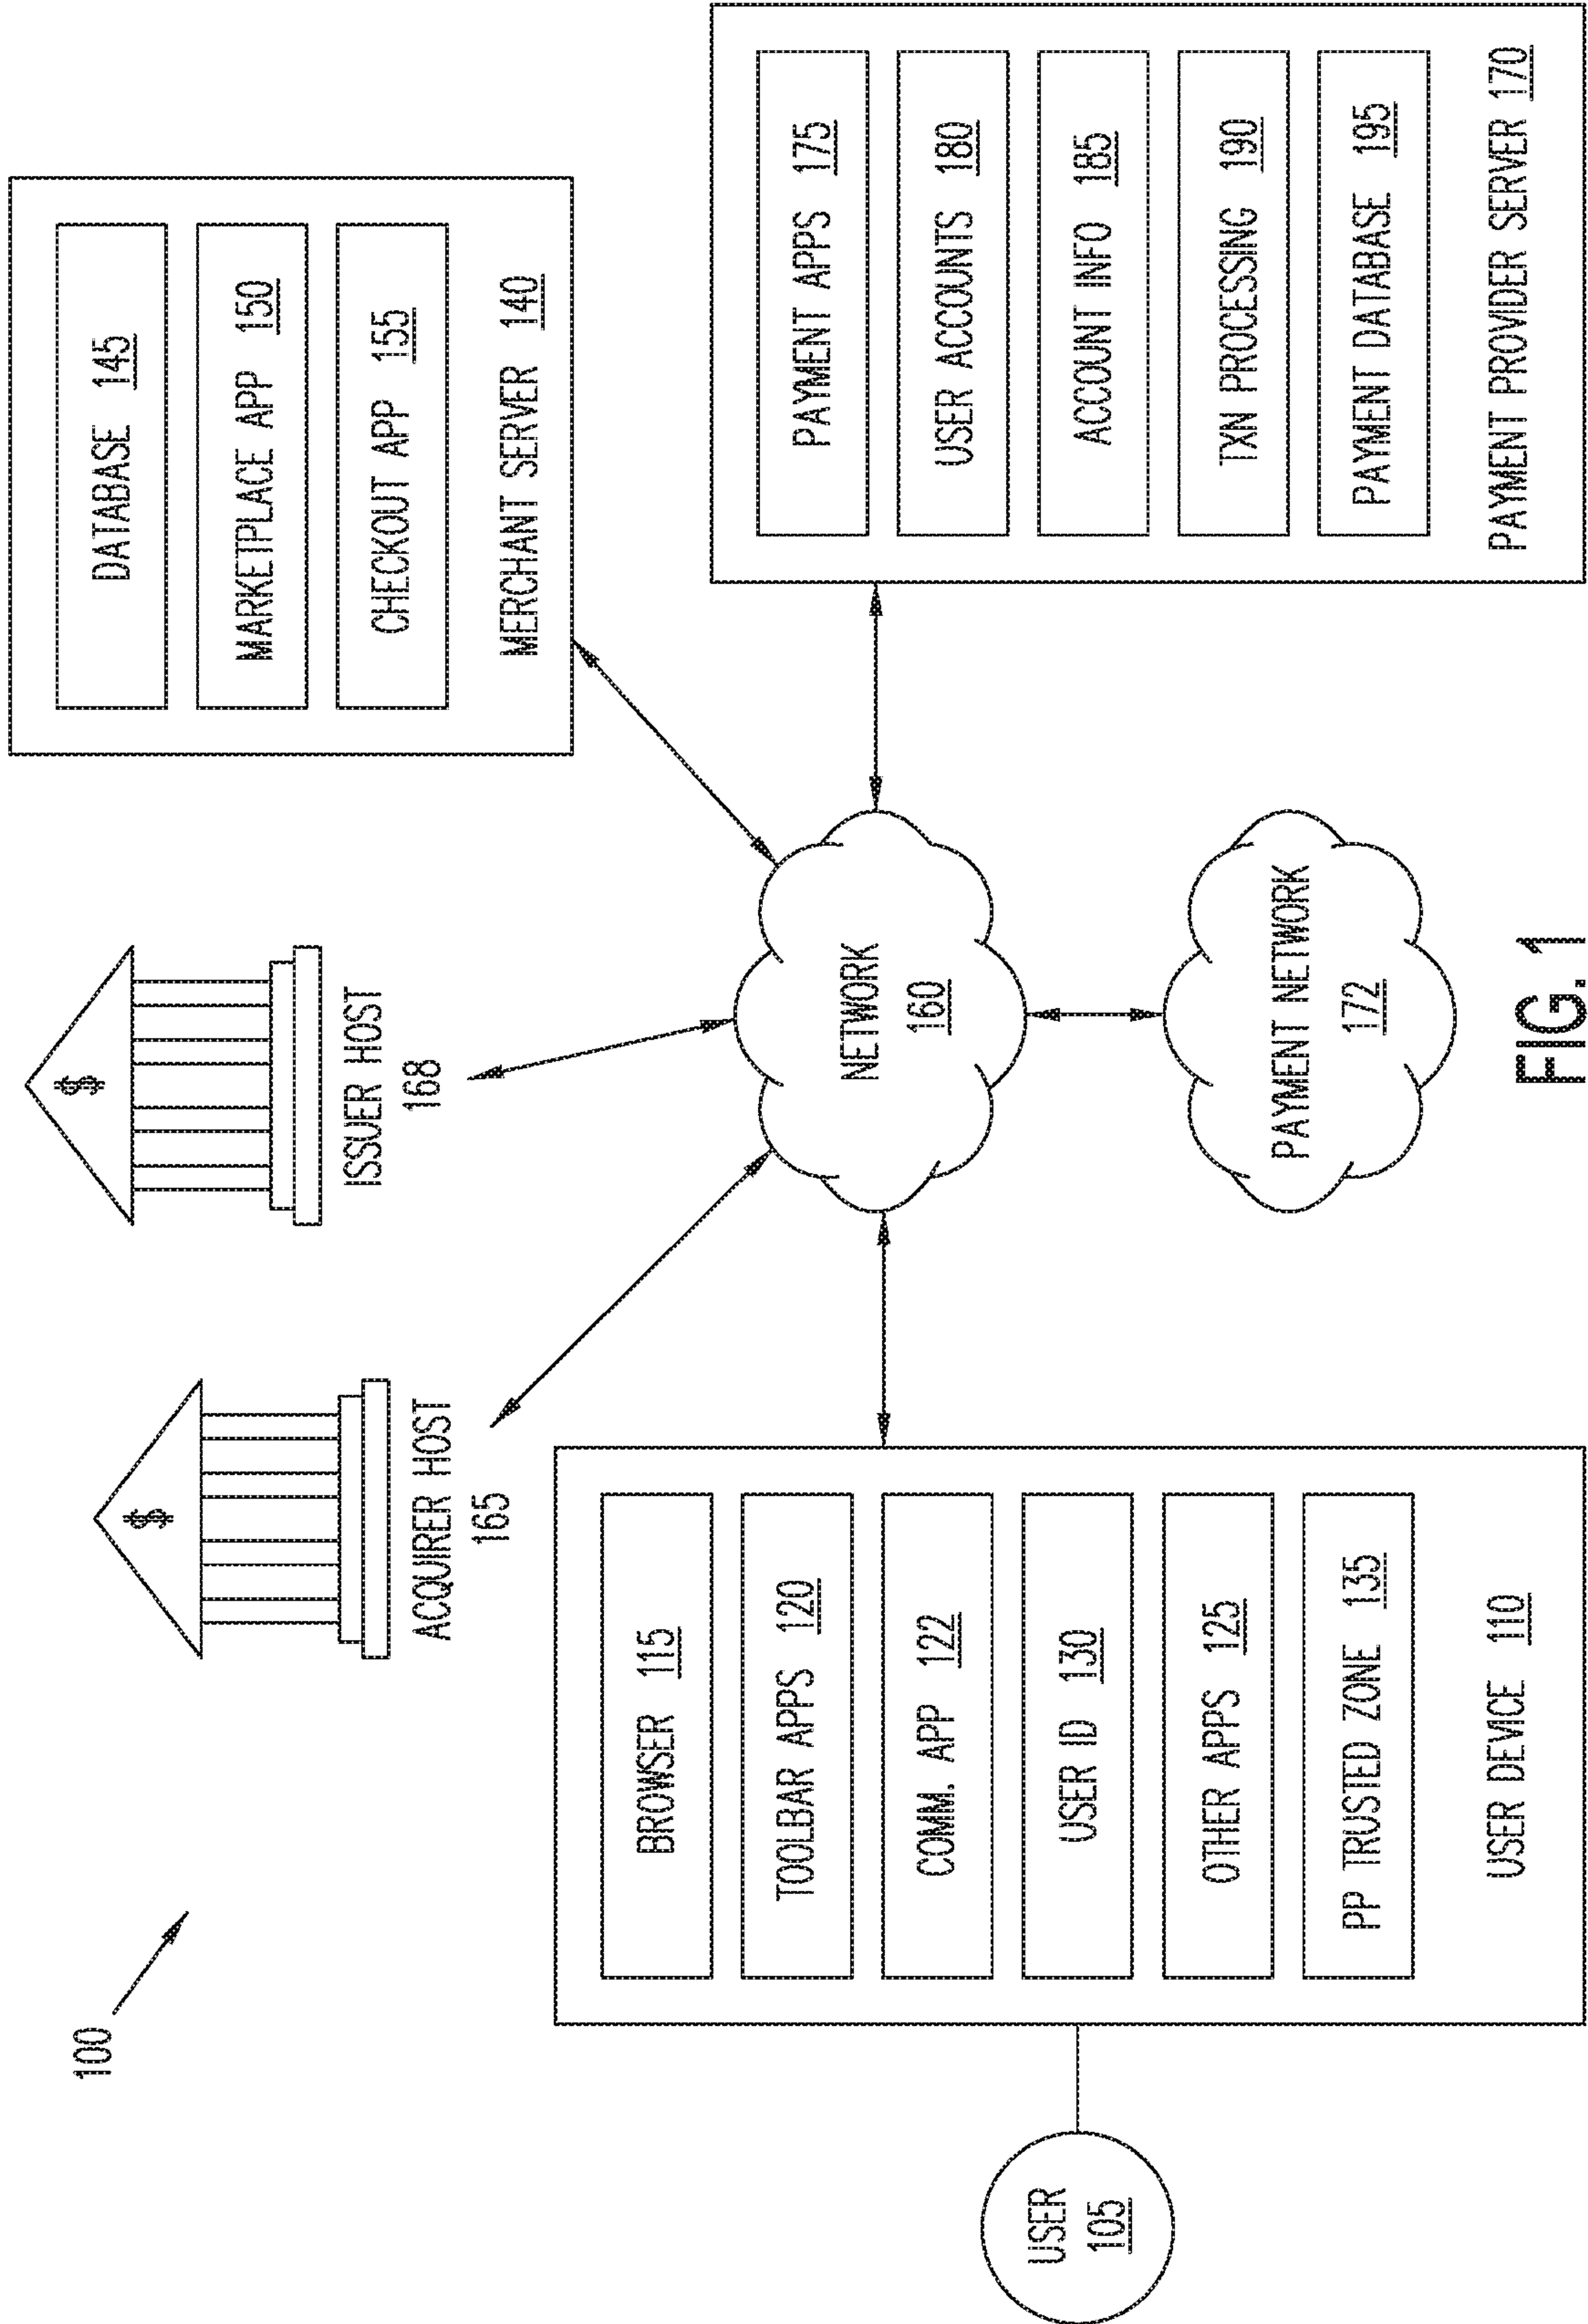 100
$
ACQUIRER HOST
165
$
ISSUER HOST
168
DATABASE 145
MARKETPLACE APP 150
CHECKOUT APP 155
MERCHANT SERVER 140
USER
105
BROWSER 115
TOOLBAR APPS 120
COMM. APP 122
USER ID 130
OTHER APPS 125
PP TRUSTED ZONE 135
USER DEVICE 110
NETWORK
160
PAYMENT NETWORK
172
PAYMENT APPS 175
USER ACCOUNTS 180
ACCOUNT INFO 185
TXN PROCESSING 190
PAYMENT DATABASE 195
PAYMENT PROVIDER SERVER 170
FIG. 1